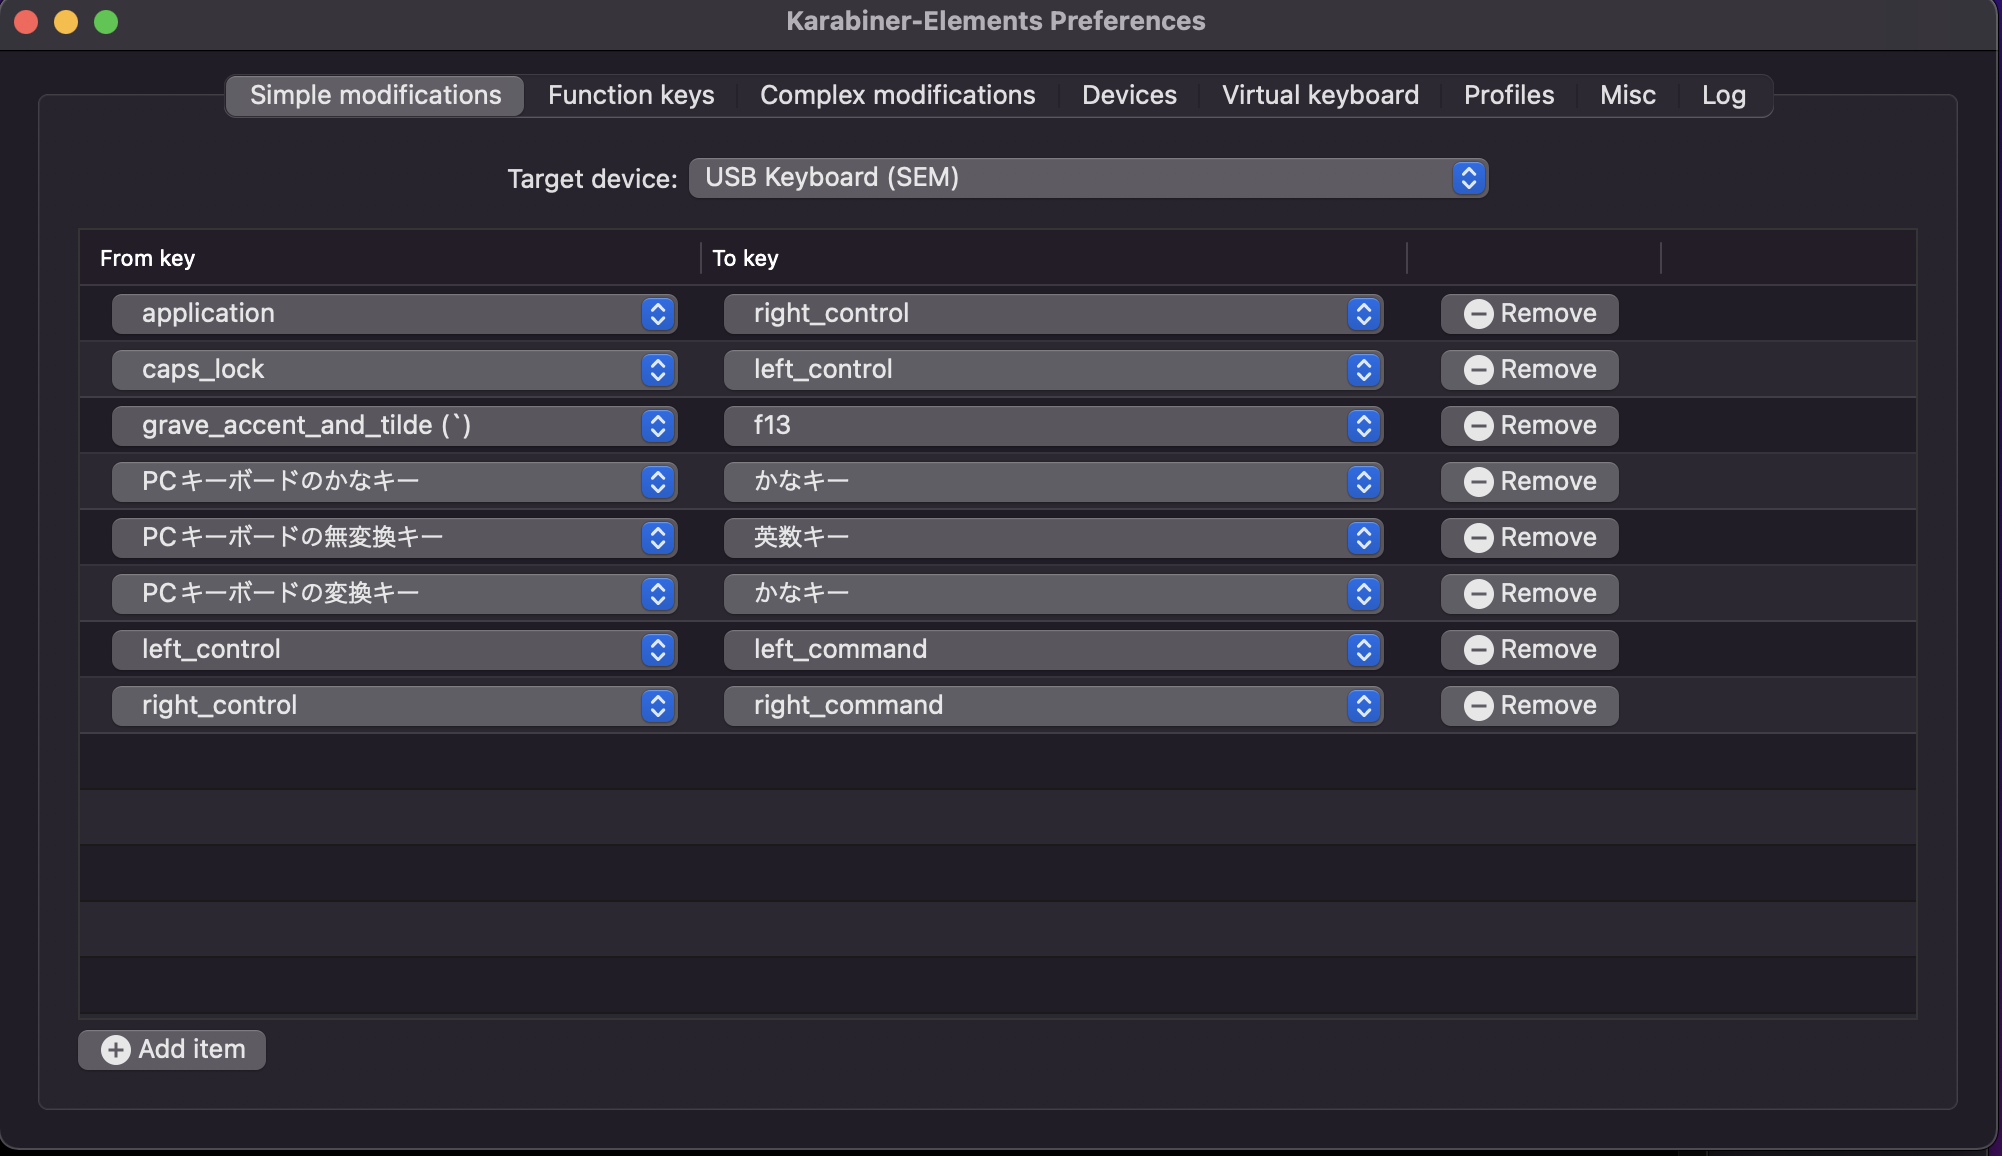 Karabiner-Elements Preferences
Simple modifications Function keys Complex modifications Devices Virtual keyboard Profiles Misc Log
Target device: USB Keyboard (SEM)
From key To key
application right_control Remove
caps_lock left_control Remove
grave_accent_and_tilde (`) f13 Remove
PCキーボードのかなキー かなキー Remove
PCキーボードの無変換キー 英数キー Remove
PCキーボードの変換キー かなキー Remove
left_control left_command Remove
right_control right_command Remove
Add item